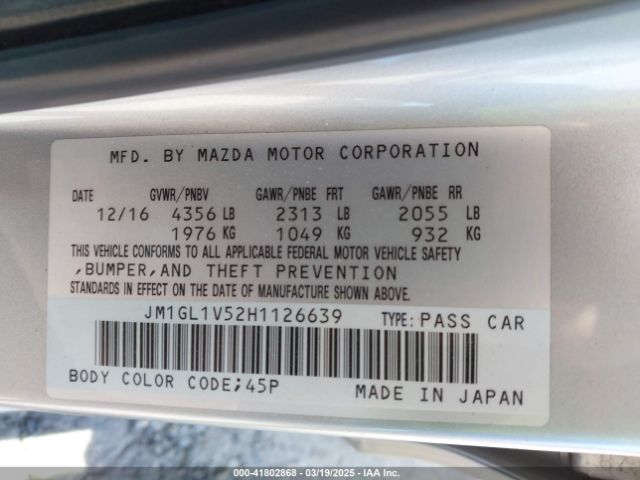 MFD. BY MAZDA MOTOR CORPORATION
DATE GVWR/PNBV GAWR/PNBE FRT GAWR/PNBE RR
12/16 4356 LB 2313 LB 2055 LB
1976 KG 1049 KG 932 KG
THIS VEHICLE CONFORMS TO ALL APPLICABLE FEDERAL MOTOR VEHICLE SAFETY
,BUMPER,AND THEFT PREVENTION
STANDARDS IN EFFECT ON THE DATE OF MANUFACTURE SHOWN ABOVE.
JM1GL1V52H1126639 TYPE: PASS CAR
BODY COLOR CODE;45P MADE IN JAPAN
000-41802868 - 03/19/2025 - IAA Inc.